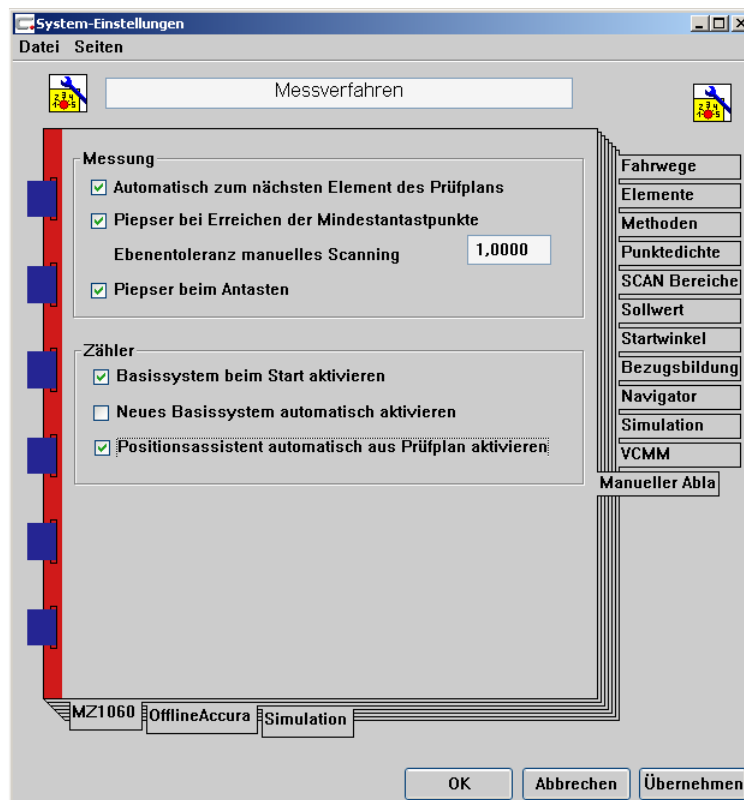 System-Einstellungen
Datei Seiten
Messverfahren
Messung
Automatisch zum nächsten Element des Prüfplans
Piepser bei Erreichen der Mindestantastpunkte
Ebenentoleranz manuelles Scanning 1,0000
Piepser beim Antasten
Zähler
Basissystem beim Start aktivieren
Neues Basissystem automatisch aktivieren
Positionsassistent automatisch aus Prüfplan aktivieren
Fahrwege
Elemente
Methoden
Punktedichte
SCAN Bereiche
Sollwert
Startwinkel
Bezugsbildung
Navigator
Simulation
VCMM
Manueller Abla
MZ1060 OfflineAccura Simulation
OK Abbrechen Übernehmen